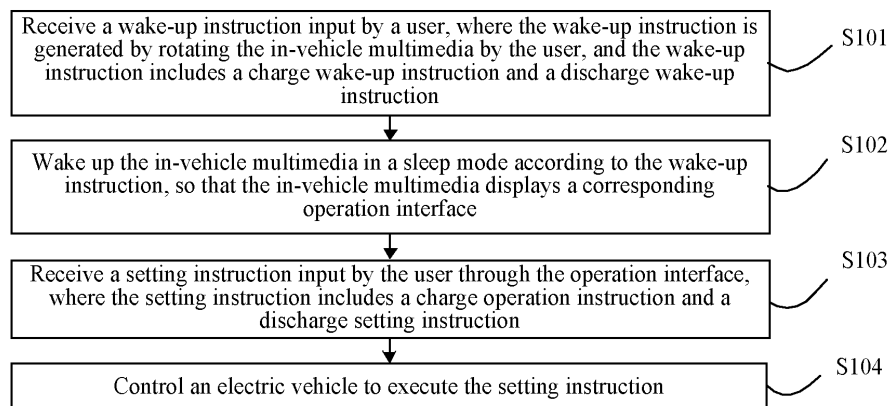 Receive a wake-up instruction input by a user, where the wake-up instruction is
generated by rotating the in-vehicle multimedia by the user, and the wake-up
instruction includes a charge wake-up instruction and a discharge wake-up
instruction
S101
Wake up the in-vehicle multimedia in a sleep mode according to the wake-up
instruction, so that the in-vehicle multimedia displays a corresponding
operation interface
S102
Receive a setting instruction input by the user through the operation interface,
where the setting instruction includes a charge operation instruction and a
discharge setting instruction
S103
Control an electric vehicle to execute the setting instruction
S104